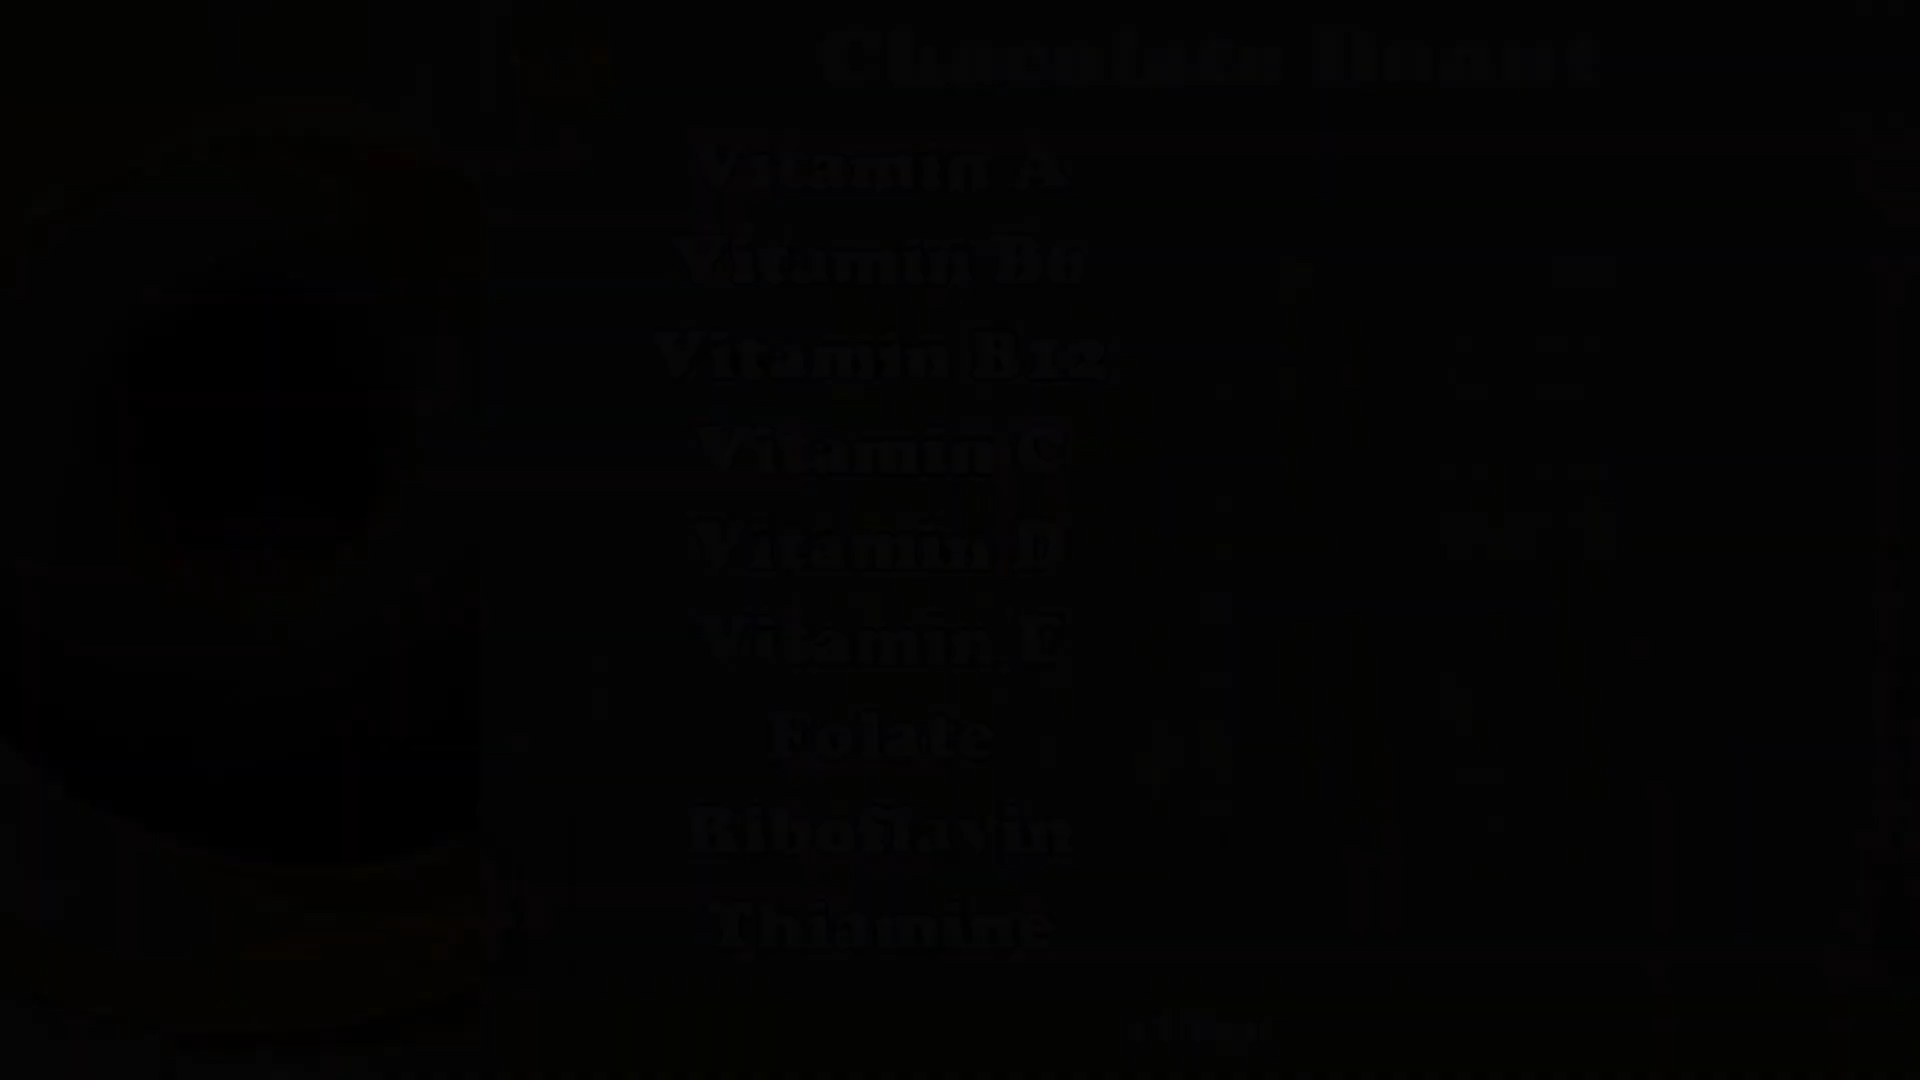 Chocolate Donut
Vitamin A
Vitamin B6
Vitamin B12
Vitamin C
Vitamin D
Vitamin E
Folate
Riboflavin
Thiamine